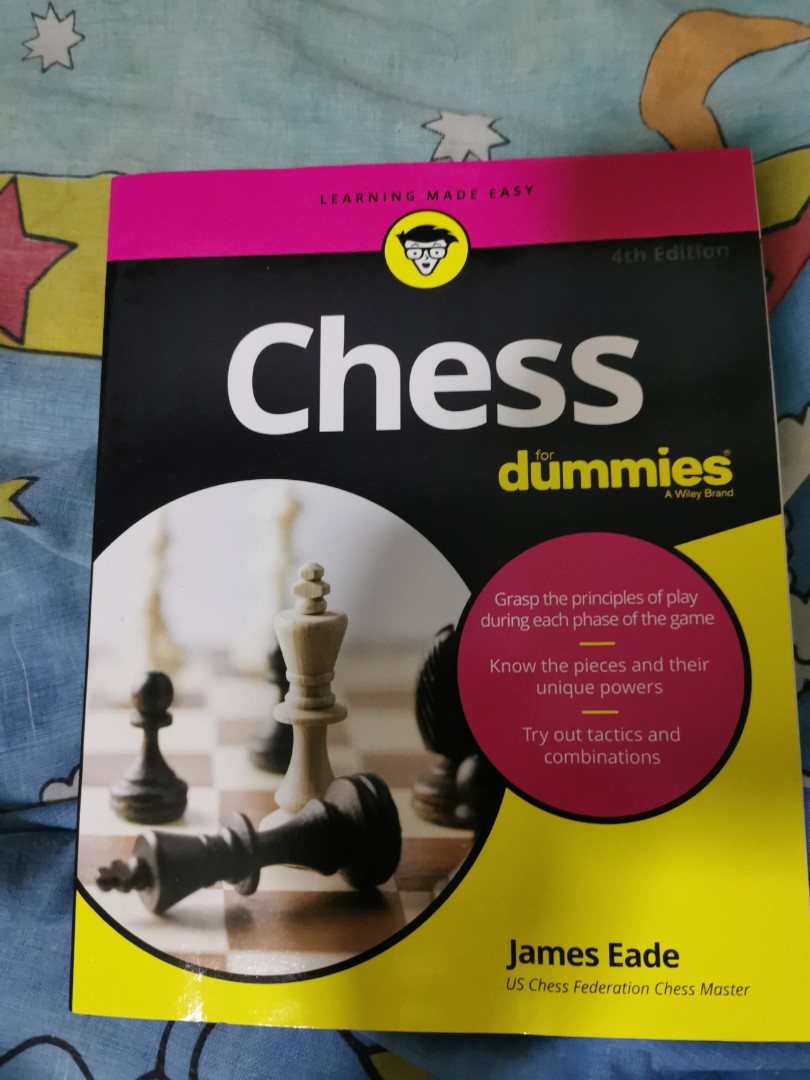 LEARNING MADE EASY
4th Edition
Chess
for
dummies®
A Wiley Brand
Grasp the principles of play
during each phase of the game
Know the pieces and their
unique powers
Try out tactics and
combinations
James Eade
US Chess Federation Chess Master